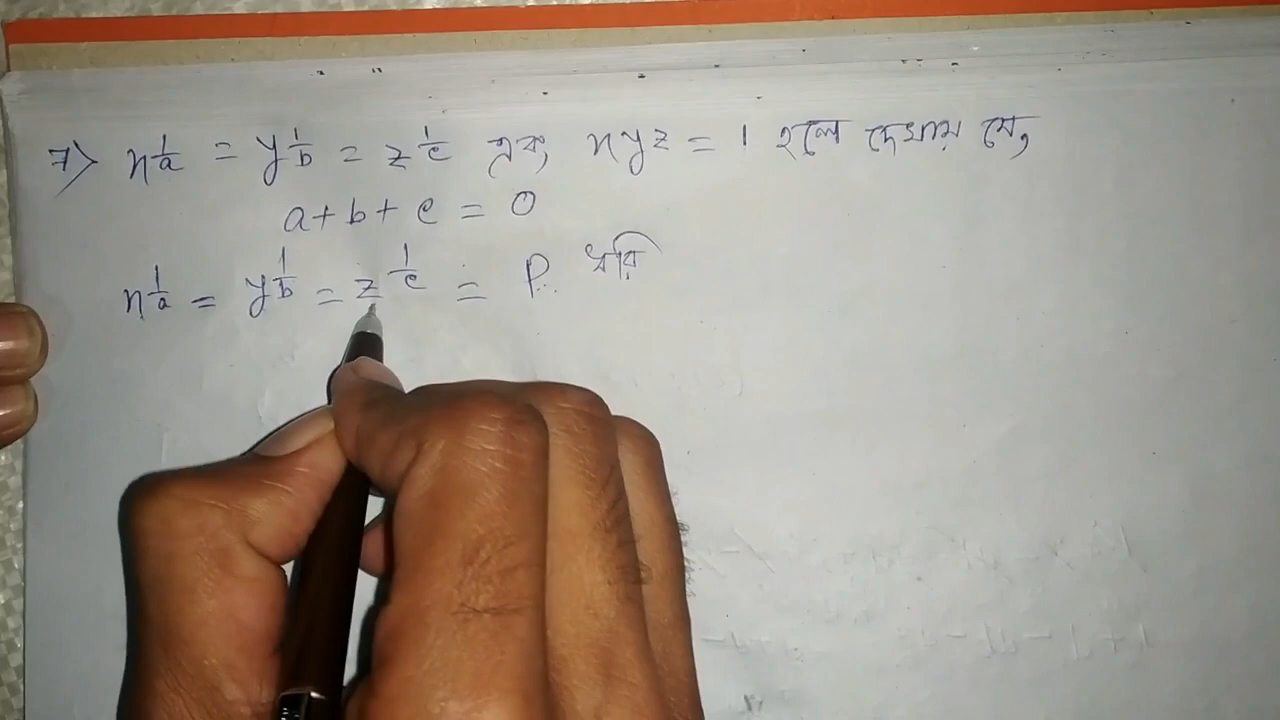 7> x^{1/a} = y^{1/b} = z^{1/c} এবং xyz = 1 হলে দেখাও যে,
a + b + c = 0
x^{1/a} = y^{1/b} = z^{1/c} = P. ধরি